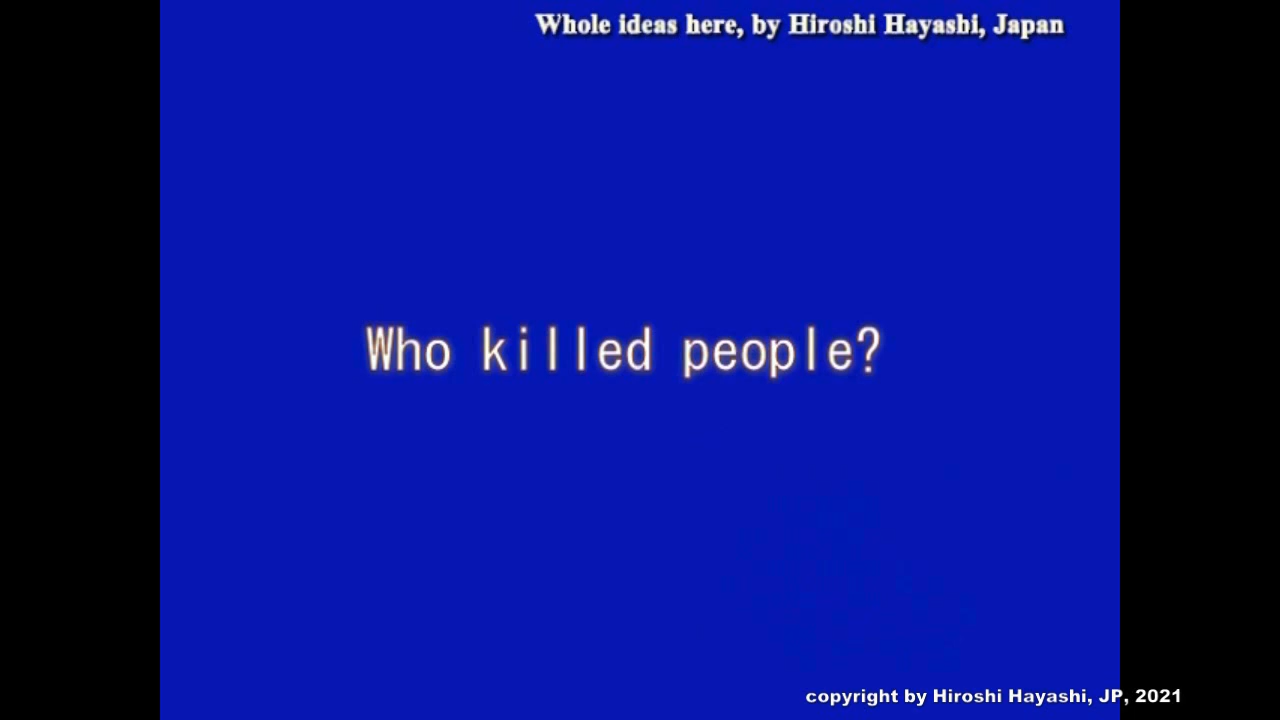 Whole ideas here, by Hiroshi Hayashi, Japan
Who killed people?
copyright by Hiroshi Hayashi, JP, 2021